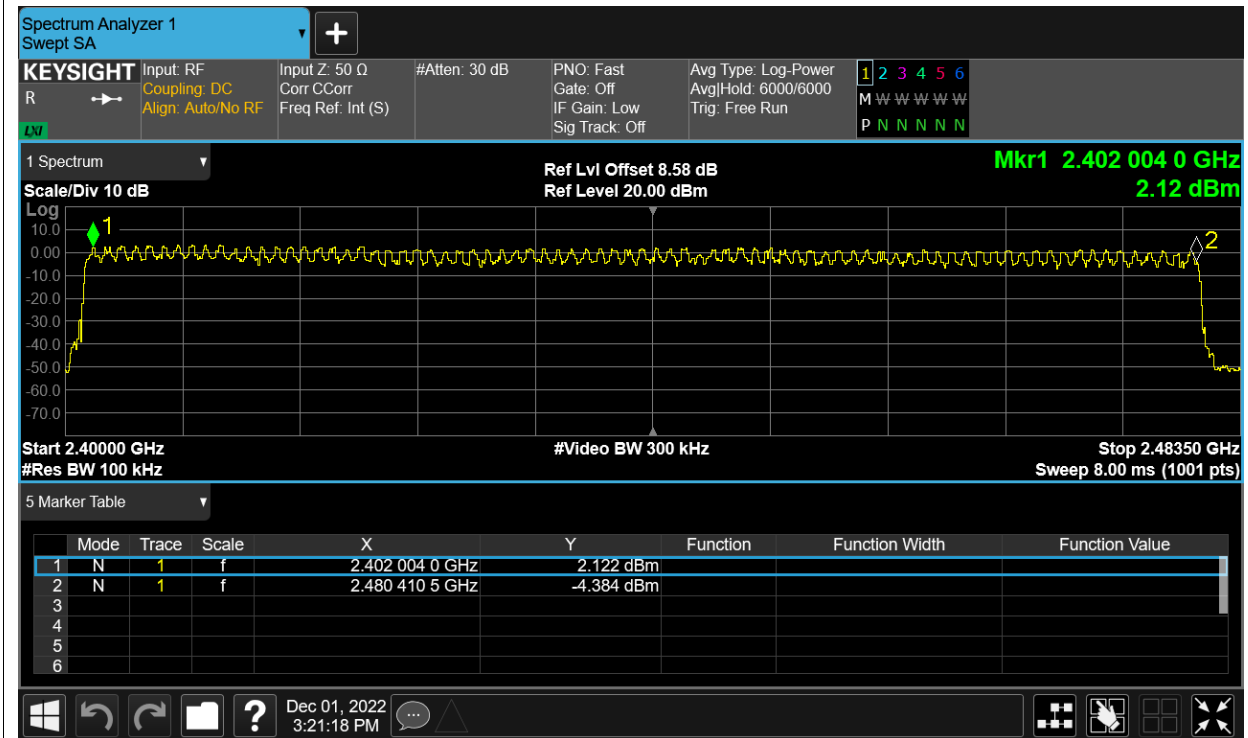 Spectrum Analyzer 1
Swept SA
+
KEYSIGHT Input: RF Input Z: 50 Ω #Atten: 30 dB PNO: Fast Avg Type: Log-Power 1 2 3 4 5 6
R Coupling: DC Corr CCorr Gate: Off Avg|Hold: 6000/6000 M W W W W W
Align: Auto/No RF Freq Ref: Int (S) IF Gain: Low Trig: Free Run
LXI Sig Track: Off P N N N N N
1 Spectrum Ref Lvl Offset 8.58 dB Mkr1 2.402 004 0 GHz
Scale/Div 10 dB Ref Level 20.00 dBm 2.12 dBm
Log
1
10.0
2
0.00
-10.0
-20.0
-30.0
-40.0
-50.0
-60.0
-70.0
Start 2.40000 GHz #Video BW 300 kHz Stop 2.48350 GHz
#Res BW 100 kHz Sweep 8.00 ms (1001 pts)
5 Marker Table
Mode Trace Scale X Y Function Function Width Function Value
1 N 1 f 2.402 004 0 GHz 2.122 dBm
2 N 1 f 2.480 410 5 GHz -4.384 dBm
3
4
5
6
? Dec 01, 2022
3:21:18 PM